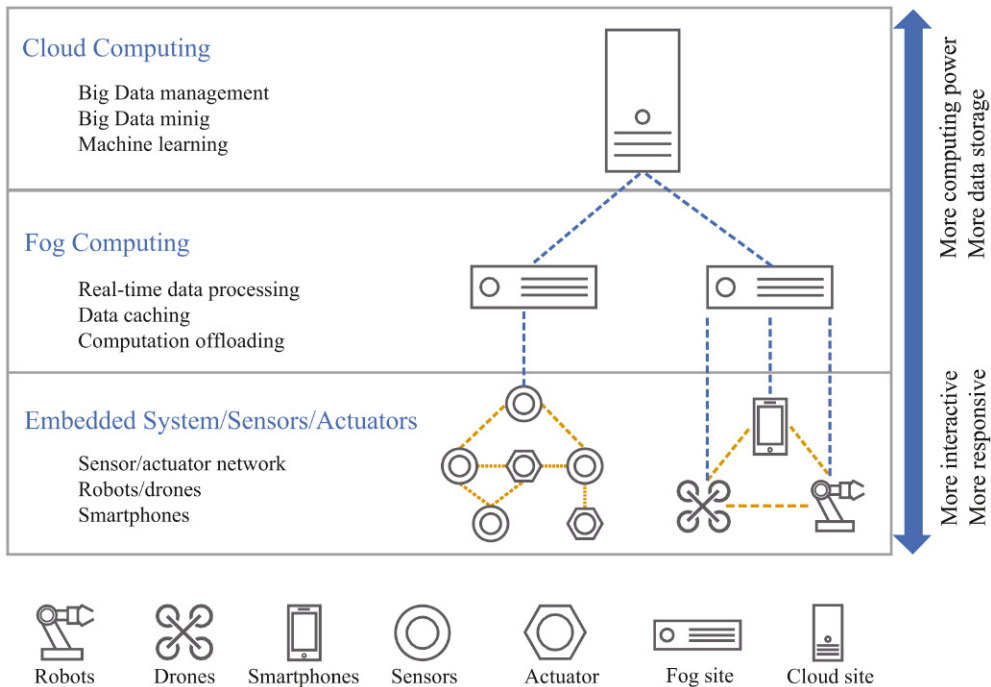 Cloud Computing
Big Data management
Big Data minig
Machine learning
Fog Computing
Real-time data processing
Data caching
Computation offloading
Embedded System/Sensors/Actuators
Sensor/actuator network
Robots/drones
Smartphones
More computing power
More data storage
More interactive
More responsive
Robots
Drones
Smartphones
Sensors
Actuator
Fog site
Cloud site